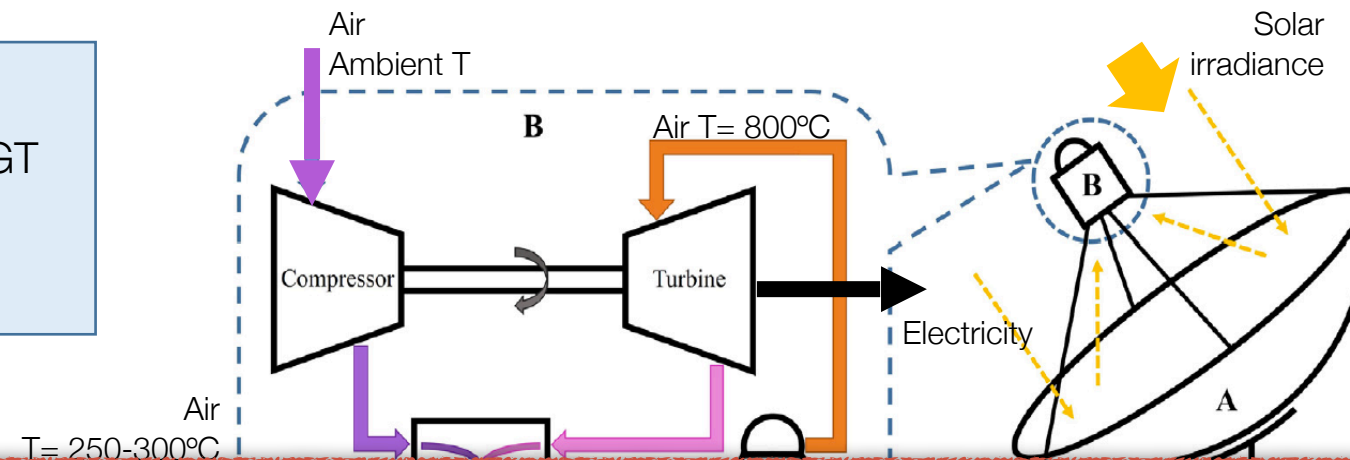 Air
Ambient T
Solar
irradiance
GT
B
Air T= 800ºC
B
Compressor
Turbine
Electricity
A
Air
T= 250-300ºC